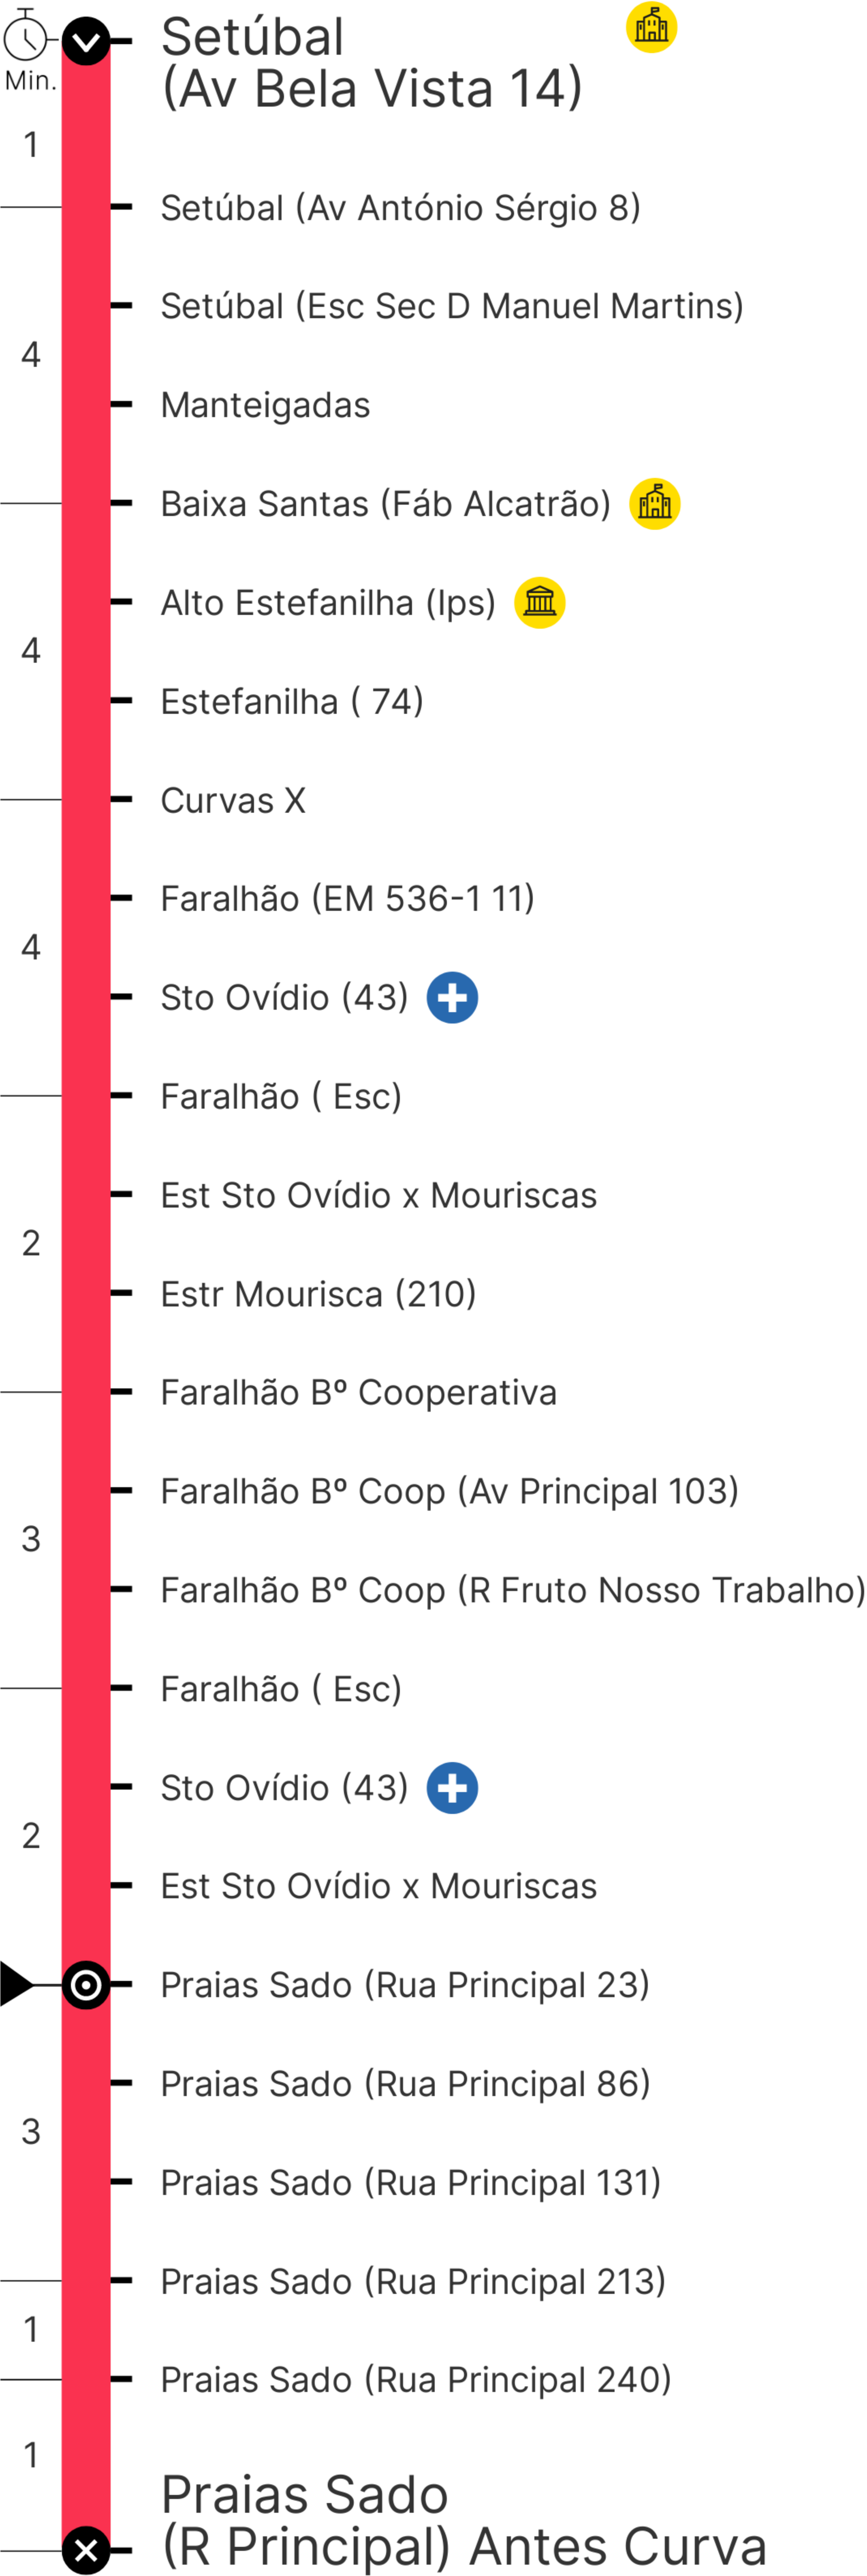 Min.
Setúbal
(Av Bela Vista 14)
1
Setúbal (Av António Sérgio 8)
Setúbal (Esc Sec D Manuel Martins)
4
Manteigadas
Baixa Santas (Fáb Alcatrão)
Alto Estefanilha (Ips)
4
Estefanilha ( 74)
Curvas X
Faralhão (EM 536-1 11)
4
Sto Ovídio (43)
Faralhão ( Esc)
Est Sto Ovídio x Mouriscas
2
Estr Mourisca (210)
Faralhão Bº Cooperativa
Faralhão Bº Coop (Av Principal 103)
3
Faralhão Bº Coop (R Fruto Nosso Trabalho)
Faralhão ( Esc)
Sto Ovídio (43)
2
Est Sto Ovídio x Mouriscas
Praias Sado (Rua Principal 23)
Praias Sado (Rua Principal 86)
3
Praias Sado (Rua Principal 131)
Praias Sado (Rua Principal 213)
1
Praias Sado (Rua Principal 240)
1
Praias Sado
(R Principal) Antes Curva